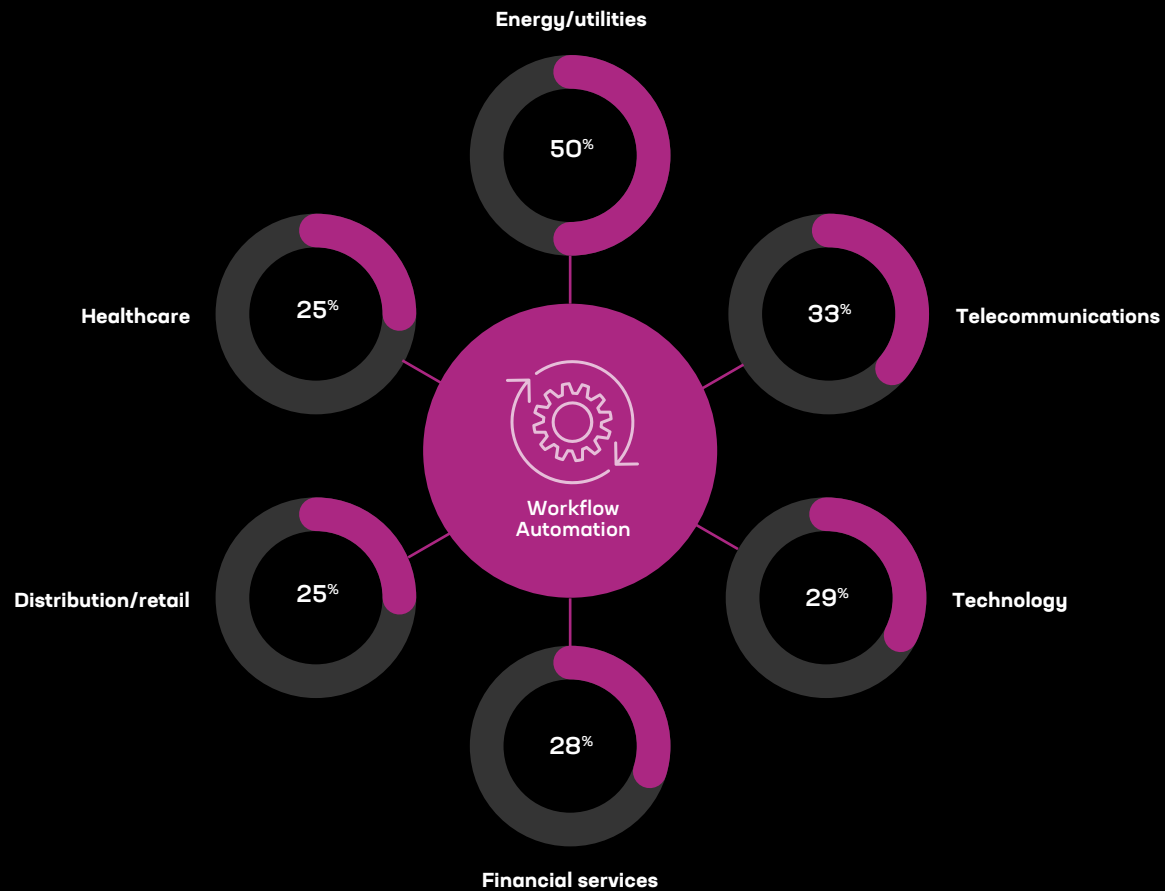 Energy/utilities
50%
Healthcare
25%
33%
Telecommunications
Workflow
Automation
Distribution/retail
25%
29%
Technology
28%
Financial services